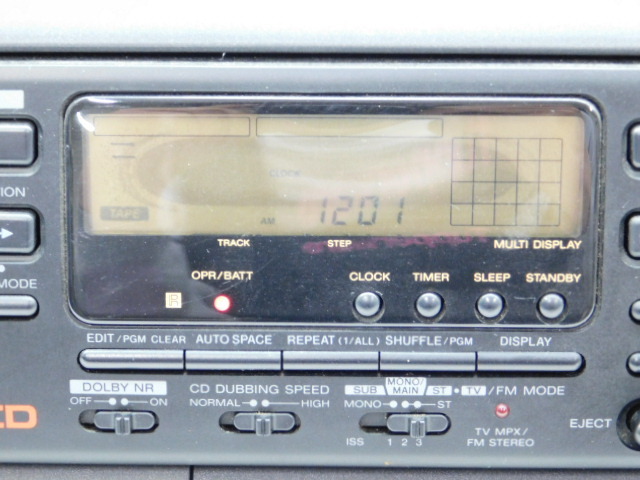 CLOCK
TAPE
AM 1201
TRACK STEP MULTI DISPLAY
ION
OPR/BATT CLOCK TIMER SLEEP STANDBY
MODE
R
EDIT/PGM CLEAR AUTO SPACE REPEAT (1/ALL) SHUFFLE/PGM DISPLAY
DOLBY NR CD DUBBING SPEED SUB MONO/MAIN ST • TV /FM MODE
OFF ON NORMAL HIGH MONO ST
CD
ISS 1 2 3
TV MPX/
FM STEREO
EJECT